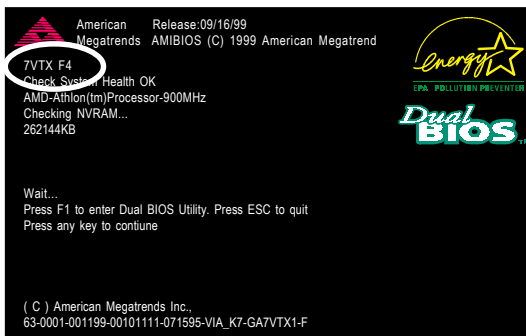 American Release:09/16/99
Megatrends AMIBIOS (C) 1999 American Megatrend
7VTX F4
Check System Health OK
AMD-Athlon(tm)Processor-900MHz
Checking NVRAM...
262144KB
energy
EPA POLLUTION PREVENTER
Dual
BIOS TM
Wait...
Press F1 to enter Dual BIOS Utility. Press ESC to quit
Press any key to contiune
( C ) American Megatrends Inc.,
63-0001-001199-00101111-071595-VIA_K7-GA7VTX1-F